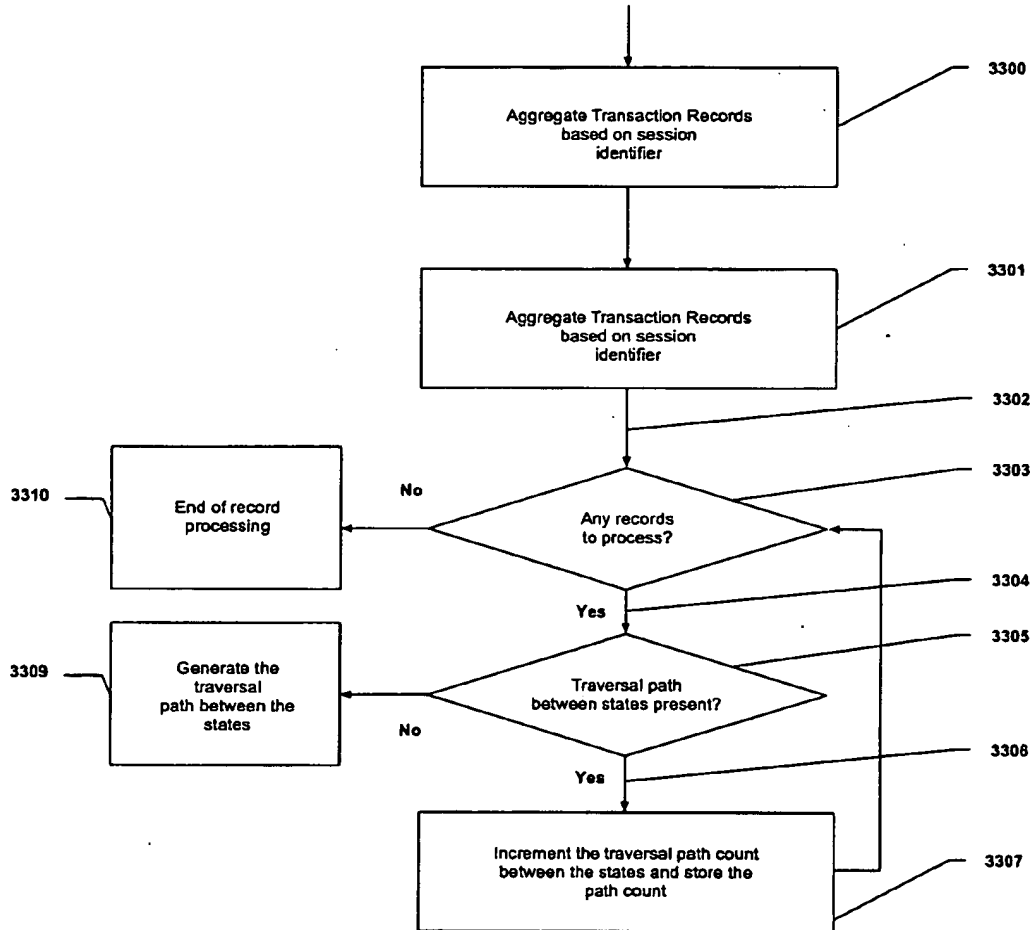 3300
Aggregate Transaction Records
based on session
identifier
3301
Aggregate Transaction Records
based on session
identifier
3302
3303
No
3310
End of record
processing
Any records
to process?
3304
Yes
3305
3309
Generate the
traversal
path between the
states
Traversal path
between states present?
No
3306
Yes
Increment the traversal path count
between the states and store the
path count
3307